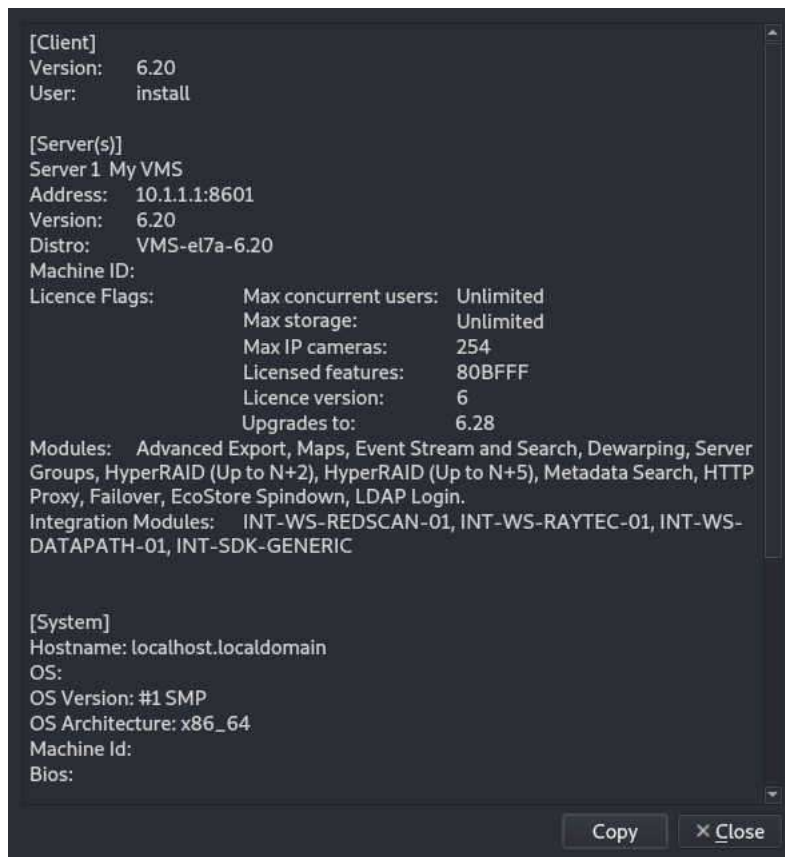 [Client]
Version: 6.20
User: install
[Server(s)]
Server 1 My VMS
Address: 10.1.1.1:8601
Version: 6.20
Distro: VMS-el7a-6.20
Machine ID:
Licence Flags: Max concurrent users: Unlimited
Max storage: Unlimited
Max IP cameras: 254
Licensed features: 80BFFF
Licence version: 6
Upgrades to: 6.28
Modules: Advanced Export, Maps, Event Stream and Search, Dewarping, Server
Groups, HyperRAID (Up to N+2), HyperRAID (Up to N+5), Metadata Search, HTTP
Proxy, Failover, EcoStore Spindown, LDAP Login.
Integration Modules: INT-WS-REDSCAN-01, INT-WS-RAYTEC-01, INT-WS-
DATAPATH-01, INT-SDK-GENERIC
[System]
Hostname: localhost.localdomain
OS:
OS Version: #1 SMP
OS Architecture: x86_64
Machine Id:
Bios:
Copy × Close